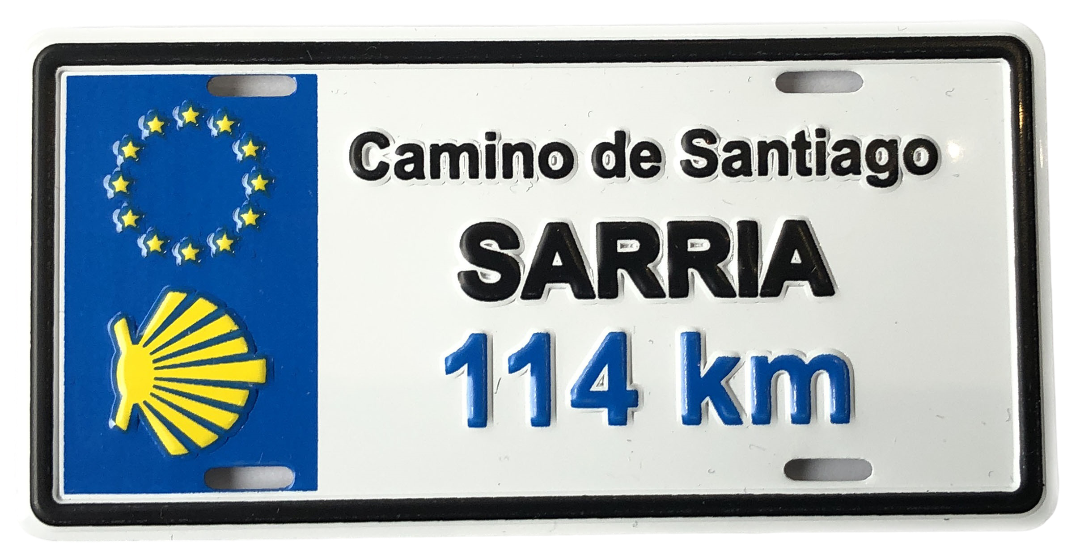 Camino de Santiago
SARRIA
114 km